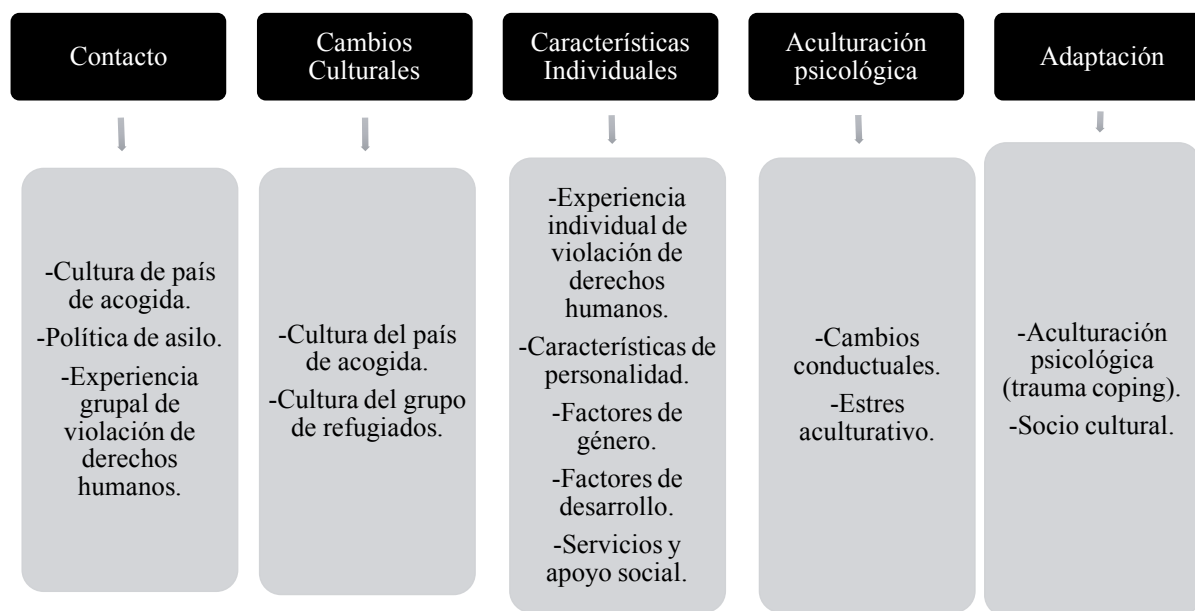 Contacto
-Cultura de país
de acogida.
-Política de asilo.
-Experiencia
grupal de
violación de
derechos
humanos.
Cambios
Culturales
-Cultura del país
de acogida.
-Cultura del grupo
de refugiados.
Características
Individuales
-Experiencia
individual de
violación de
derechos
humanos.
-Características de
personalidad.
-Factores de
género.
-Factores de
desarrollo.
-Servicios y
apoyo social.
Aculturación
psicológica
-Cambios
conductuales.
-Estres
aculturativo.
Adaptación
-Aculturación
psicológica
(trauma coping).
-Socio cultural.